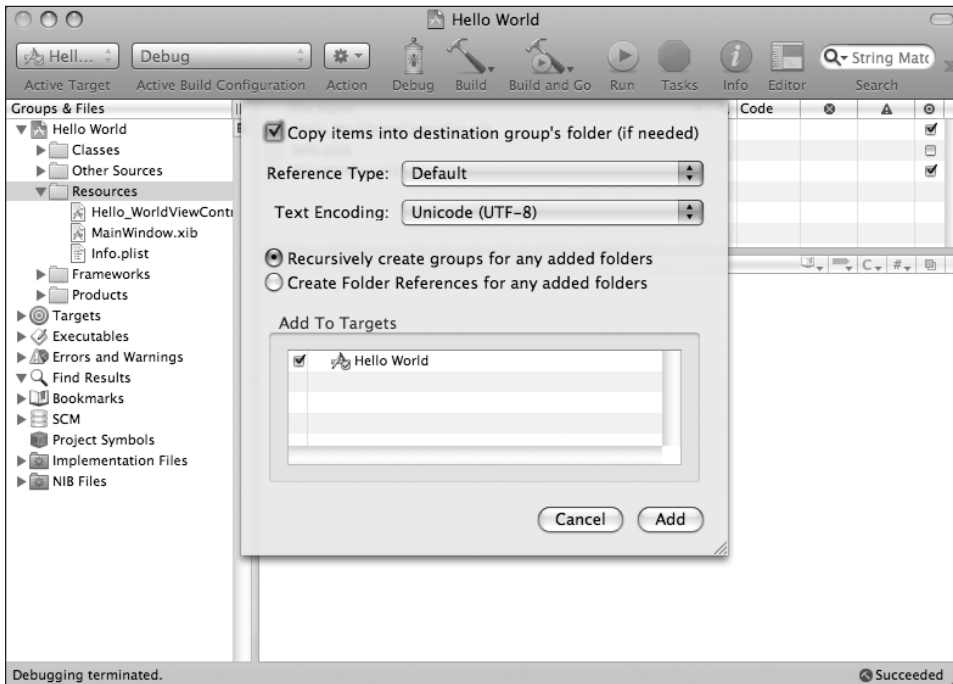 Hello World
Hell... Debug String Matc
Active Target Active Build Configuration Action Debug Build Build and Go Run Tasks Info Editor Search
Groups & Files
Code
Hello World
Classes
Other Sources
Resources
Hello_WorldViewContr
MainWindow.xib
Info.plist
Frameworks
Products
Targets
Executables
Errors and Warnings
Find Results
Bookmarks
SCM
Project Symbols
Implementation Files
NIB Files
Copy items into destination group's folder (if needed)
Reference Type: Default
Text Encoding: Unicode (UTF-8)
Recursively create groups for any added folders
Create Folder References for any added folders
Add To Targets
Hello World
Cancel Add
C #
Debugging terminated. Succeeded